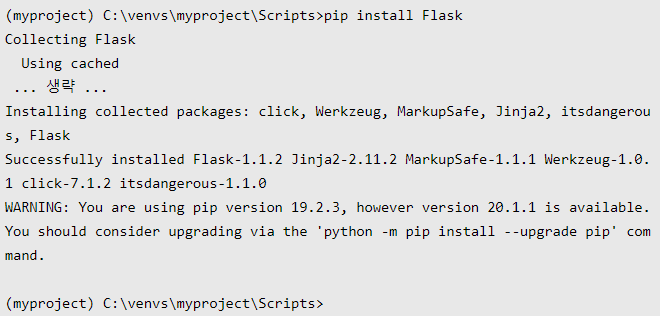 (myproject) C:\venvs\myproject\Scripts>pip install Flask
Collecting Flask
  Using cached
 ... 생략 ...
Installing collected packages: click, Werkzeug, MarkupSafe, Jinja2, itsdangerou
s, Flask
Successfully installed Flask-1.1.2 Jinja2-2.11.2 MarkupSafe-1.1.1 Werkzeug-1.0.
1 click-7.1.2 itsdangerous-1.1.0
WARNING: You are using pip version 19.2.3, however version 20.1.1 is available.
You should consider upgrading via the 'python -m pip install --upgrade pip' com
mand.

(myproject) C:\venvs\myproject\Scripts>